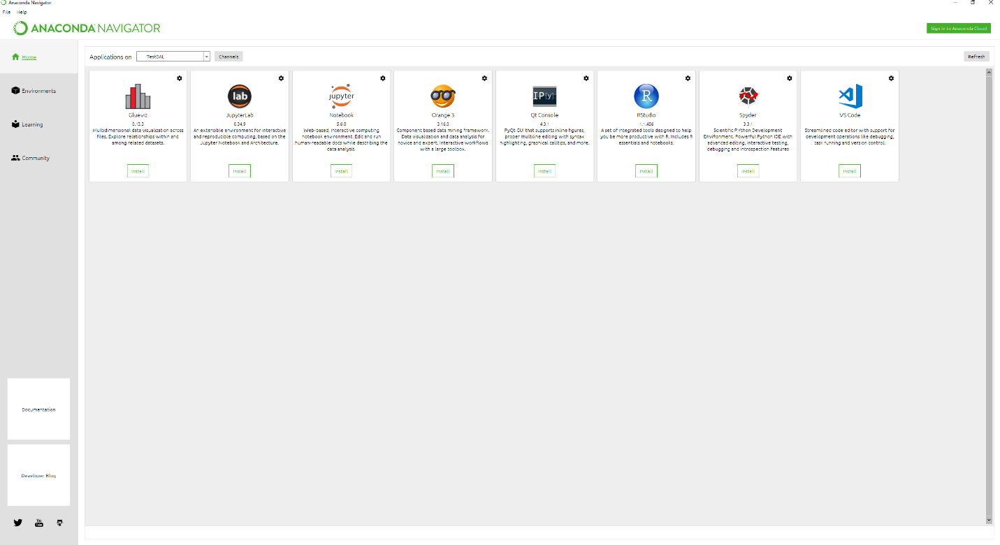 Anaconda Navigator
File Help
ANACONDA NAVIGATOR
Sign in to Anaconda Cloud
Home
Environments
Learning
Community
Documentation
Developer Blog
You
Tube
Applications on TestDAL Channels Refresh
lab
Glueviz
0.13.3
Multidimensional data visualization across
files. Explore relationships within and
among related datasets.
Install
JupyterLab
0.34.9
An extensible environment for interactive
and reproducible computing, based on the
Jupyter Notebook and Architecture.
Install
jupyter
Notebook
5.6.0
Web-based, interactive computing
notebook environment. Edit and run
human-readable docs while describing the
data analysis.
Install
Orange 3
3.16.0
Component based data mining framework.
Data visualization and data analysis for
novice and expert. Interactive workflows
with a large toolbox.
Install
IP[y]:
Qt Console
4.3.1
PyQt GUI that supports inline figures,
proper multiline editing with syntax
highlighting, graphical calltips, and more.
Install
R
RStudio
1.1.456
A set of integrated tools designed to help
you be more productive with R. Includes R
essentials and notebooks.
Install
Spyder
3.3.1
Scientific PYthon Development
EnviRonment. Powerful Python IDE with
advanced editing, interactive testing,
debugging and introspection features
Install
VS Code
Streamlined code editor with support for
development operations like debugging,
task running and version control.
Install